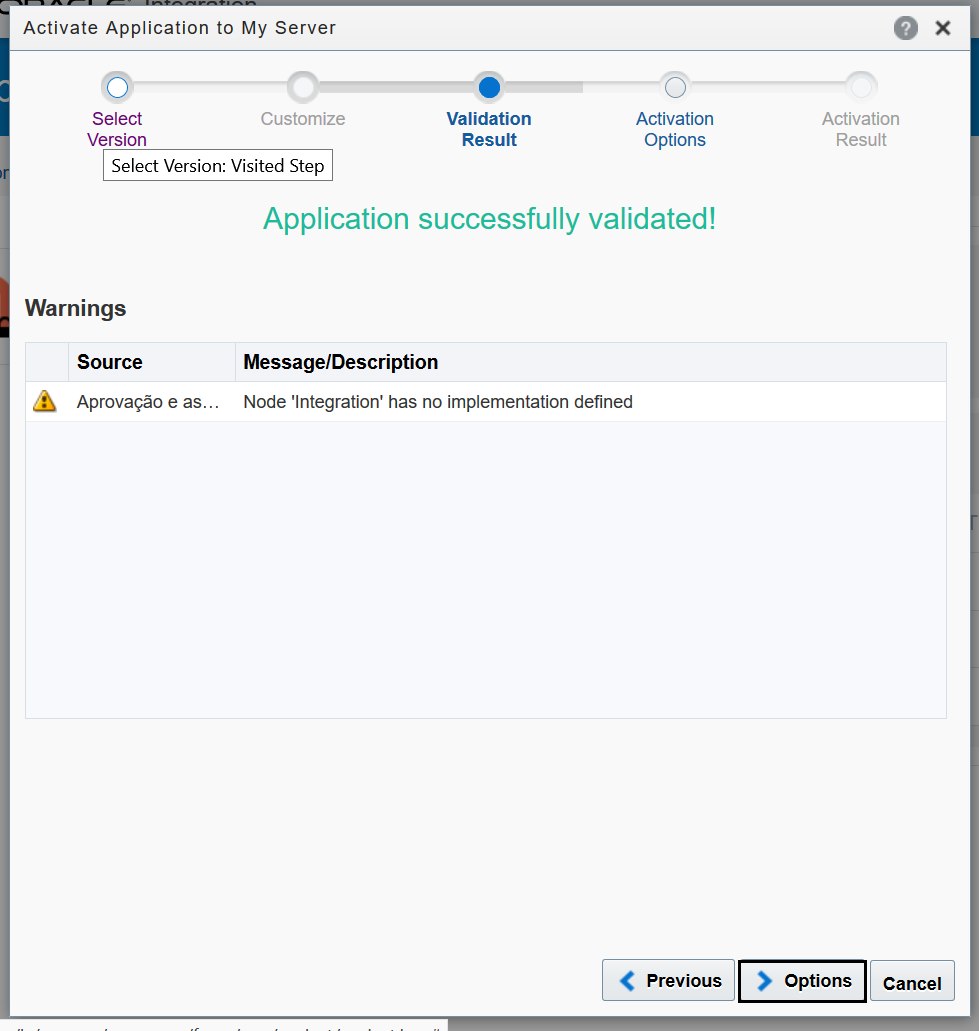 Activate Application to My Server
?
Select
Version
Customize
Validation
Result
Activation
Options
Activation
Result
Select Version: Visited Step
Application successfully validated!
Warnings
Source Message/Description
Aprovação e as... Node 'Integration' has no implementation defined
Previous Options Cancel